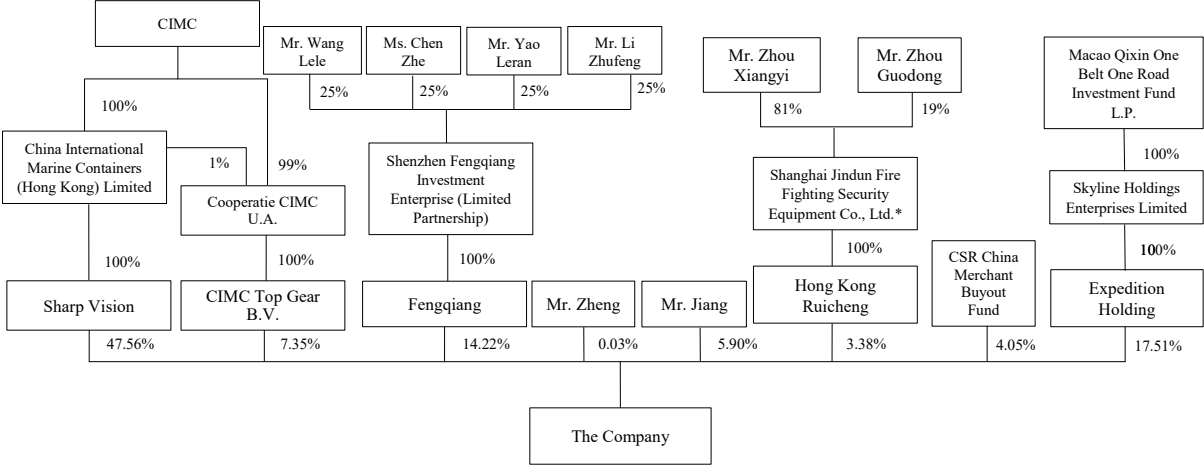 CIMC
Mr. Wang
Lele
Ms. Chen
Zhe
Mr. Yao
Leran
Mr. Li
Zhufeng
Mr. Zhou
Xiangyi
Mr. Zhou
Guodong
Macao Qixin One
Belt One Road
Investment Fund
L.P.
25%
25%
25%
25%
100%
81%
19%
China International
Marine Containers
(Hong Kong) Limited
1%
99%
Shenzhen Fengqiang
Investment
Enterprise (Limited
Partnership)
Shanghai Jindun Fire
Fighting Security
Equipment Co., Ltd.*
100%
Skyline Holdings
Enterprises Limited
Cooperatie CIMC
U.A.
100%
100%
100%
100%
100%
CSR China
Merchant
Buyout
Fund
Sharp Vision
CIMC Top Gear
B.V.
Fengqiang
Mr. Zheng
Mr. Jiang
Hong Kong
Ruicheng
Expedition
Holding
47.56%
7.35%
14.22%
0.03%
5.90%
3.38%
4.05%
17.51%
The Company